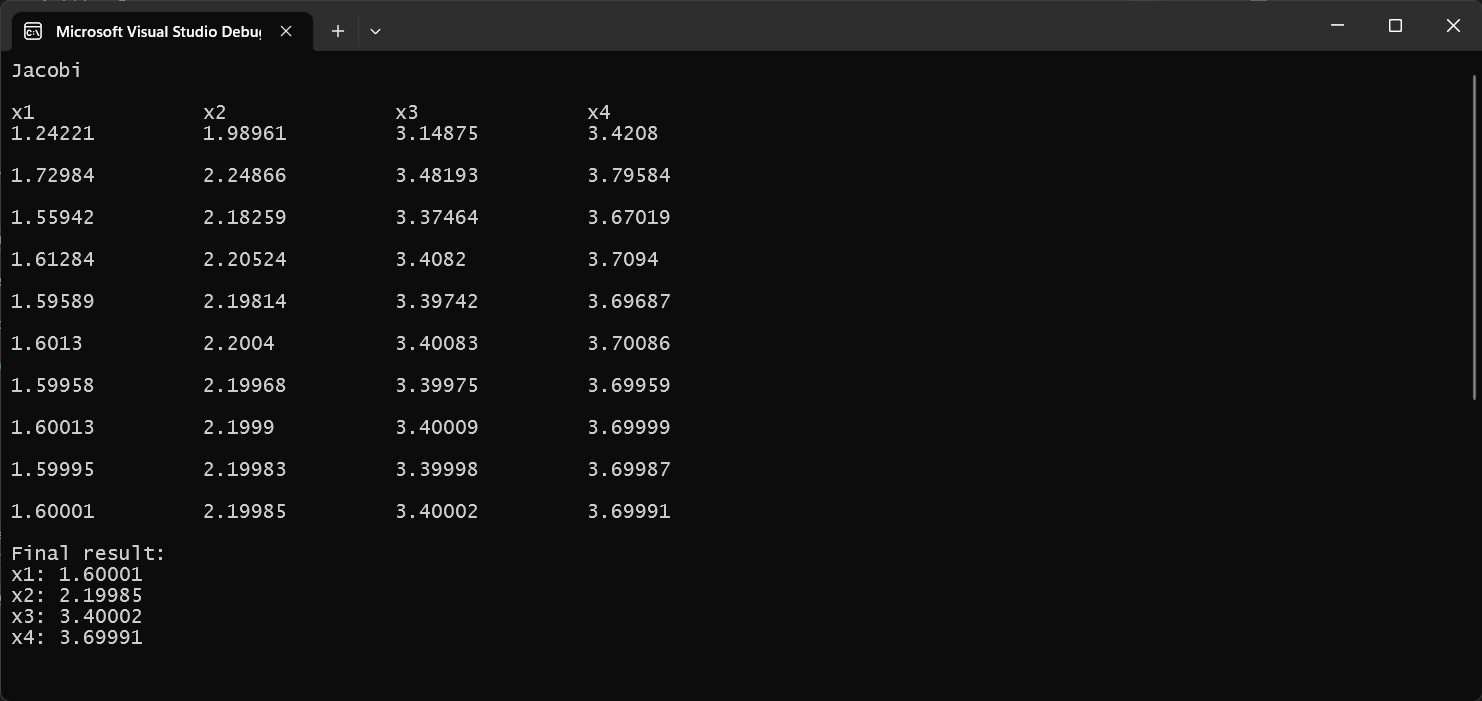 Microsoft Visual Studio Debug
Jacobi
x1 x2 x3 x4
1.24221 1.98961 3.14875 3.4208
1.72984 2.24866 3.48193 3.79584
1.55942 2.18259 3.37464 3.67019
1.61284 2.20524 3.4082 3.7094
1.59589 2.19814 3.39742 3.69687
1.6013 2.2004 3.40083 3.70086
1.59958 2.19968 3.39975 3.69959
1.60013 2.1999 3.40009 3.69999
1.59995 2.19983 3.39998 3.69987
1.60001 2.19985 3.40002 3.69991
Final result:
x1: 1.60001
x2: 2.19985
x3: 3.40002
x4: 3.69991